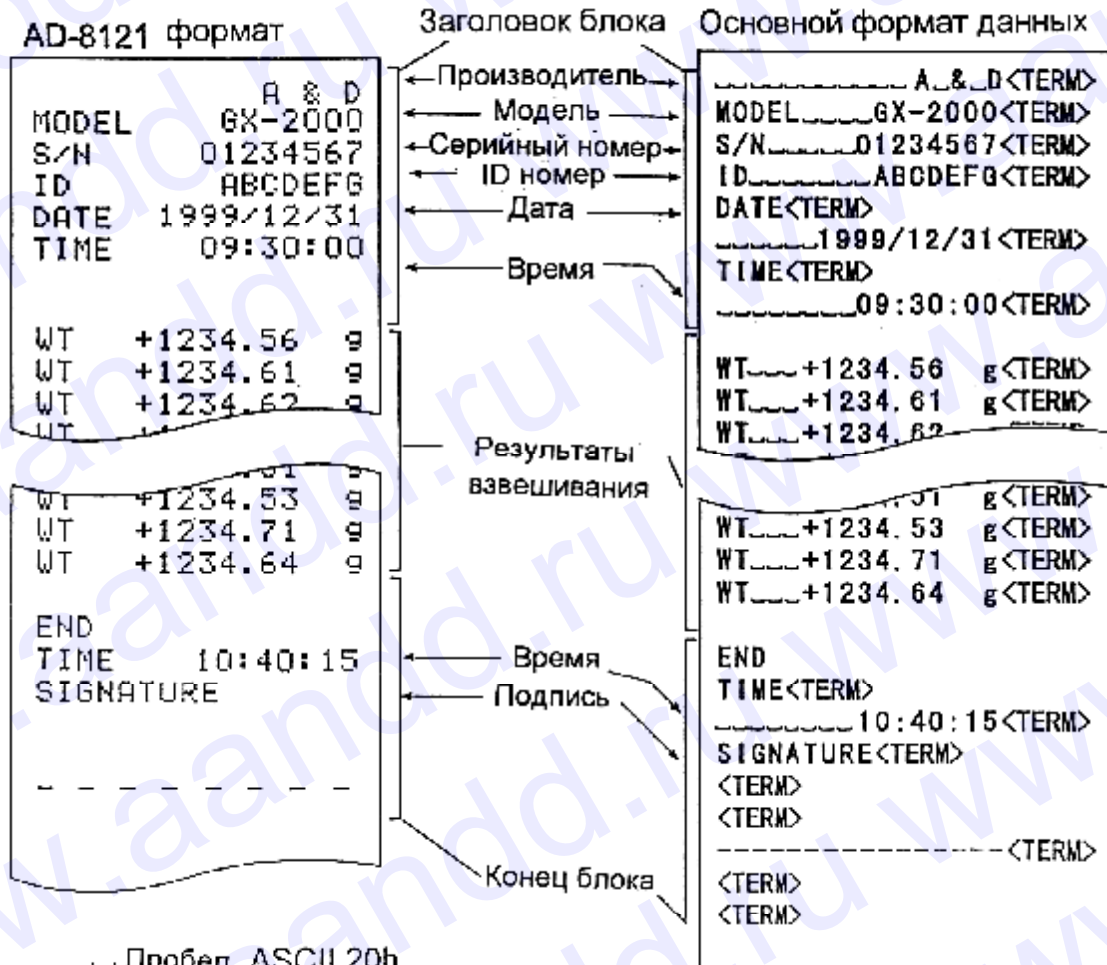 AD-8121 формат
A & D
MODEL GX-2000
S/N 01234567
ID ABCDEFG
DATE 1999/12/31
TIME 09:30:00
WT +1234.56 g
WT +1234.61 g
WT +1234.62 g
WT
WT +1234.53 g
WT +1234.71 g
WT +1234.64 g
END
TIME 10:40:15
SIGNATURE
_ _ _ _ _ _ _ _
Заголовок блока
Производитель
Модель
Серийный номер
ID номер
Дата
Время
Результаты
взвешивания
Время
Подпись
Конец блока
Основной формат данных
␣␣␣␣␣␣␣␣␣␣␣␣␣A␣&␣D<TERM>
MODEL␣␣␣␣GX-2000<TERM>
S/N␣␣␣␣␣01234567<TERM>
ID␣␣␣␣␣␣␣ABCDEFG<TERM>
DATE<TERM>
␣␣␣␣␣␣1999/12/31<TERM>
TIME<TERM>
␣␣␣␣␣␣␣␣09:30:00<TERM>
WT␣␣␣+1234.56 g<TERM>
WT␣␣␣+1234.61 g<TERM>
WT␣␣␣+1234.62
g<TERM>
WT␣␣␣+1234.53 g<TERM>
WT␣␣␣+1234.71 g<TERM>
WT␣␣␣+1234.64 g<TERM>
END
TIME<TERM>
␣␣␣␣␣␣␣␣10:40:15<TERM>
SIGNATURE<TERM>
<TERM>
<TERM>
----------------<TERM>
<TERM>
<TERM>
␣Пробел, ASCII 20h
www.aandd.ru